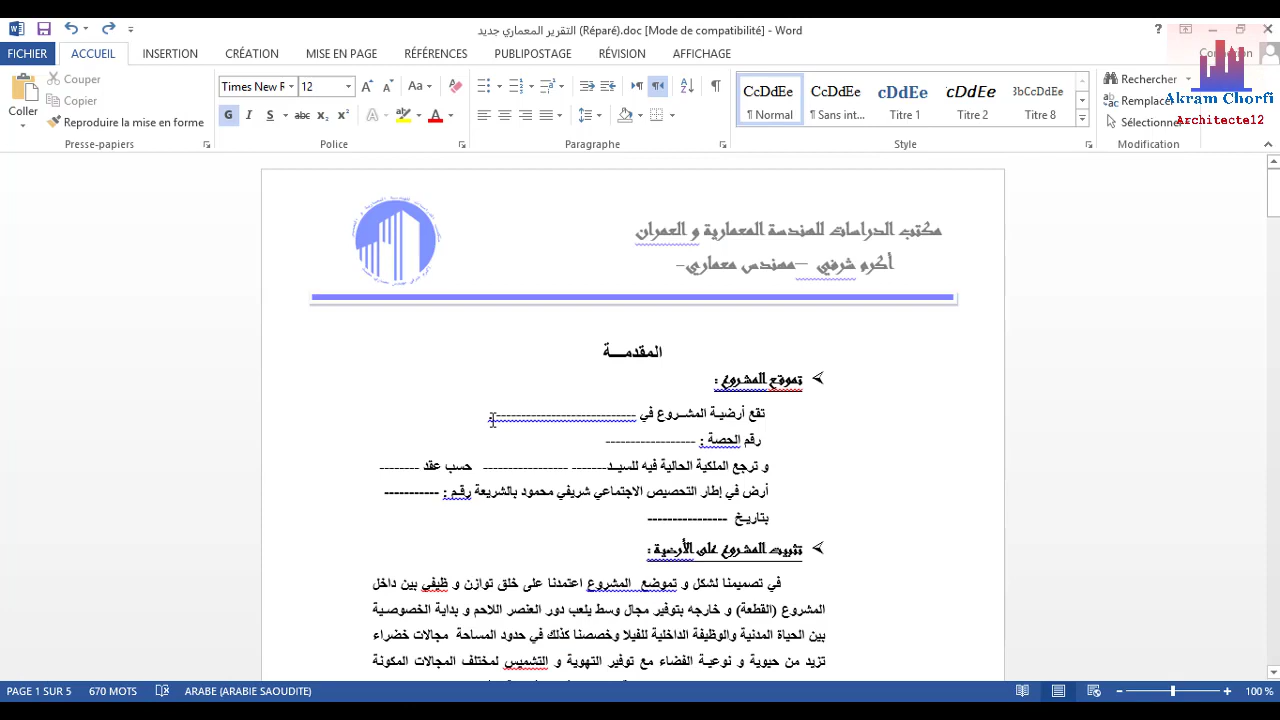 التقرير المعماري جديد (Réparé).doc [Mode de compatibilité] - Word
FICHIER ACCUEIL INSERTION CRÉATION MISE EN PAGE RÉFÉRENCES PUBLIPOSTAGE RÉVISION AFFICHAGE
Coller
Couper
Copier
Reproduire la mise en forme
Presse-papiers
Times New R 12
Police
Paragraphe
CcDdEe CcDdEe CcDdEe CcDdEe 3bCcDdEe
¶ Normal ¶ Sans int... Titre 1 Titre 2 Titre 8
Style
Rechercher
Remplacer
Sélectionner
Modification
Akram Chorfi
Architecte12
مكتب الدراسات للهندسة المعمارية و العمران
أكرم شرفي –مهندس معماري-
المقدمـــة
تموقع المشروع :
تقع أرضيـة المشــروع في ----------------------------.
رقم الحصة : ------------------
و ترجع الملكية الحالية فيه للسيـد------- ----------------- حسب عقد --------
أرض في إطار التحصيص الاجتماعي شريفي محمود بالشريعة رقـم : -----------
بتاريـخ ----------------
تثبيت المشروع على الأرضية :
في تصميمنا لشكل و تموضع المشروع اعتمدنا على خلق توازن و ظيفي بين داخل
المشروع (القطعة) و خارجه بتوفير مجال وسط يلعب دور العنصر اللاحم و بداية الخصوصية
بين الحياة المدنية والوظيفة الداخلية للفيلا وخصصنا كذلك في حدود المساحة مجالات خضراء
تزيد من حيوية و نوعيـة الفضاء مع توفير التهوية و التشميس لمختلف المجالات المكونة
PAGE 1 SUR 5 670 MOTS ARABE (ARABIE SAOUDITE) 100 %